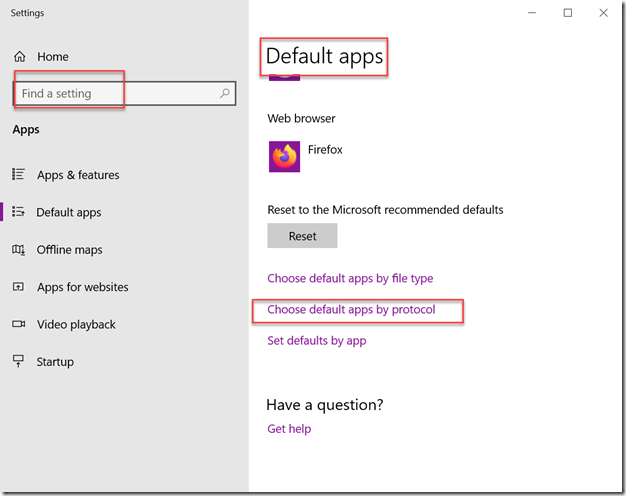 Settings
Home
Find a setting
Apps
Apps & features
Default apps
Offline maps
Apps for websites
Video playback
Startup
Default apps
Web browser
Firefox
Reset to the Microsoft recommended defaults
Reset
Choose default apps by file type
Choose default apps by protocol
Set defaults by app
Have a question?
Get help